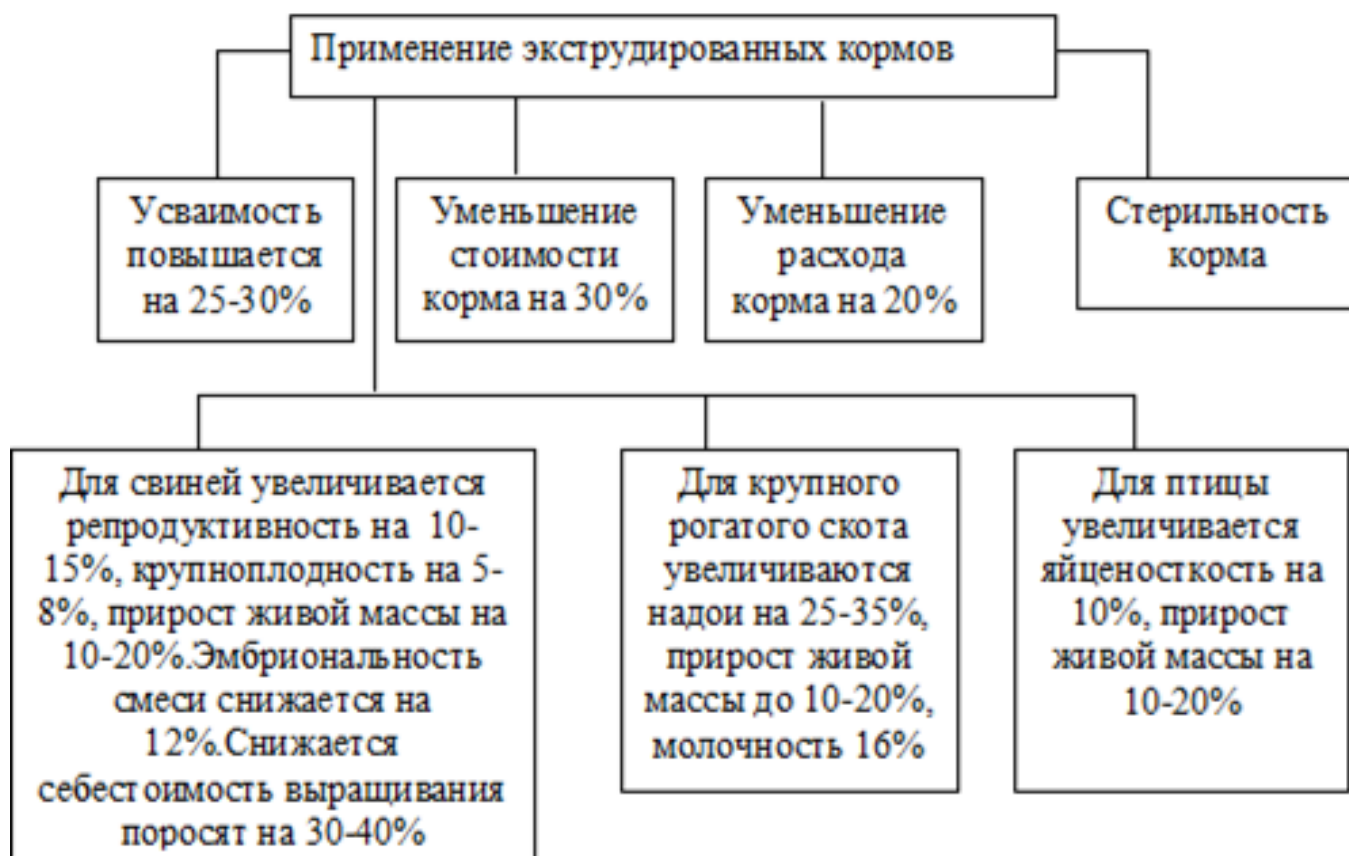 Применение экструдированных кормов
Усваимость
повышается
на 25-30%
Уменьшение
стоимости
корма на 30%
Уменьшение
расхода
корма на 20%
Стерильность
корма
Для свиней увеличивается
репродуктивность на 10-
15%, крупноплодность на 5-
8%, прирост живой массы на
10-20%.Эмбриональность
смеси снижается на
12%.Снижается
себестоимость выращивания
поросят на 30-40%
Для крупного
рогатого скота
увеличиваются
надои на 25-35%,
прирост живой
массы до 10-20%,
молочность 16%
Для птицы
увеличивается
яйценосткость на
10%, прирост
живой массы на
10-20%